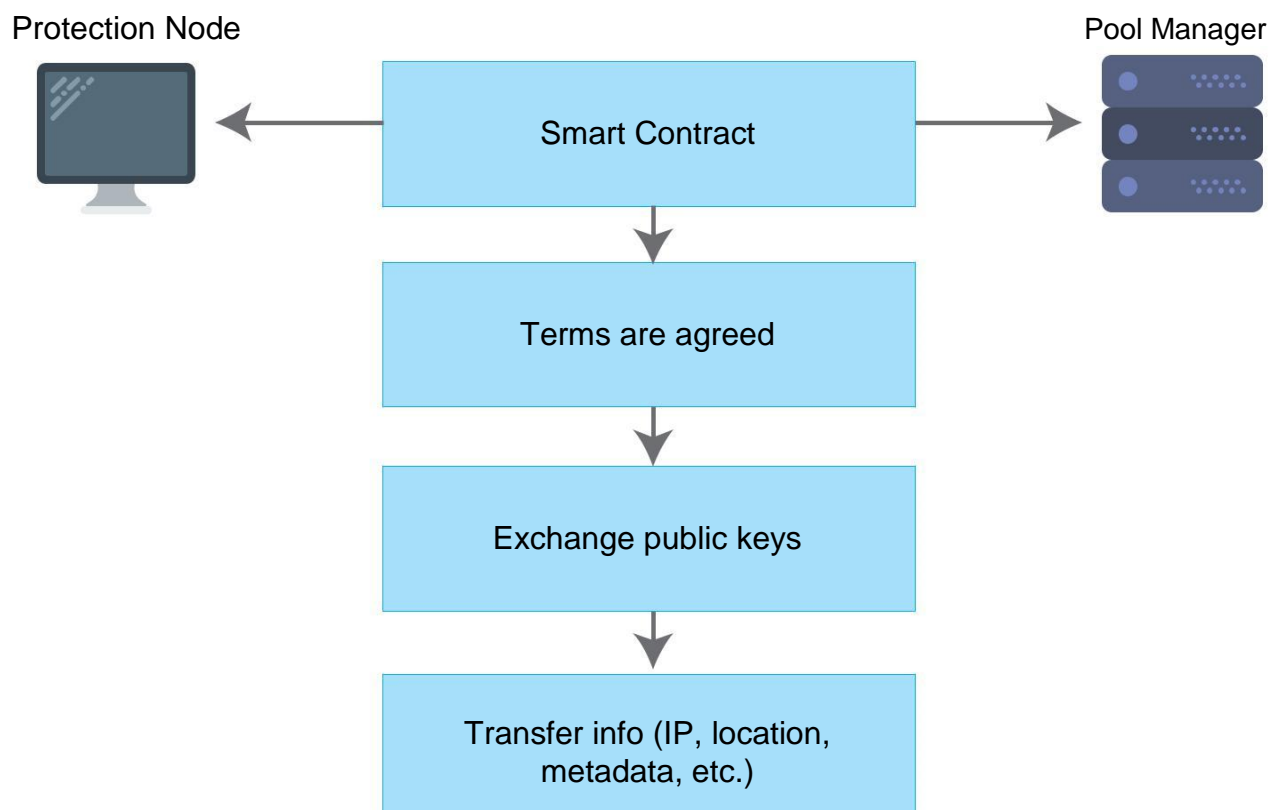 Protection Node
Pool Manager
Smart Contract
Terms are agreed
Exchange public keys
Transfer info (IP, location,
metadata, etc.)